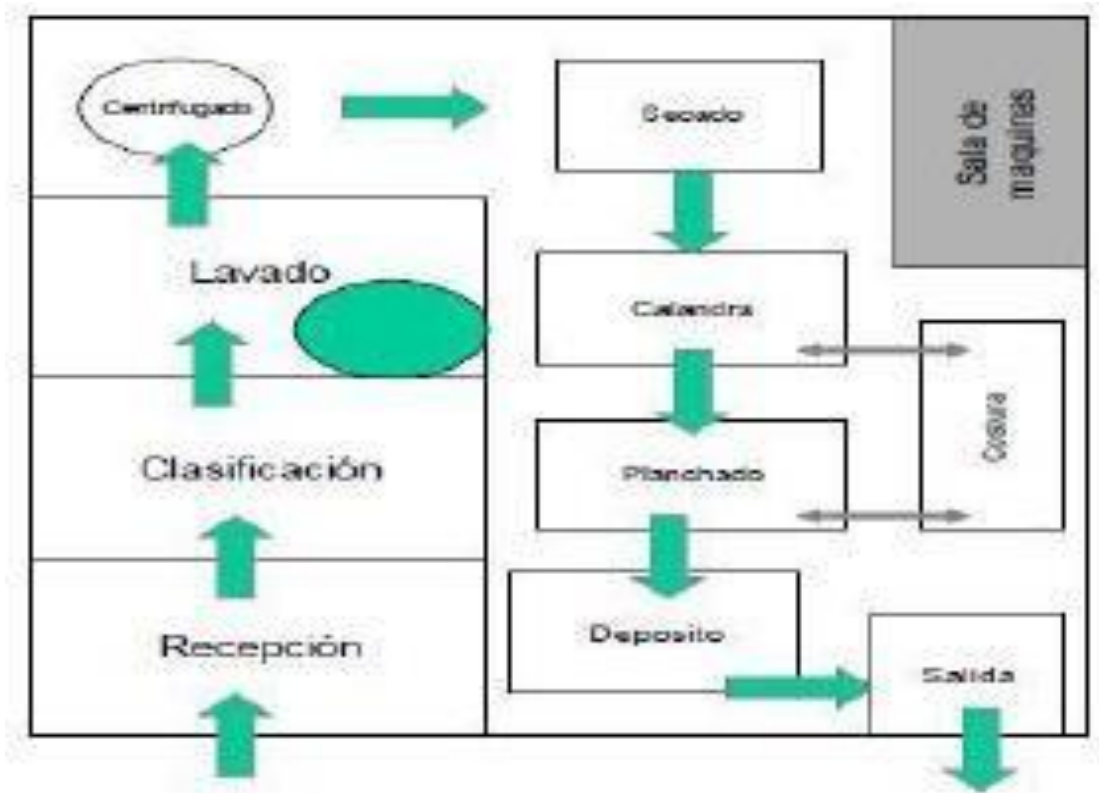 Centrifugado
Secado
Sala de
maquinas
Lavado
Calandra
Costura
Clasificación
Planchado
Recepción
Deposito
Salida